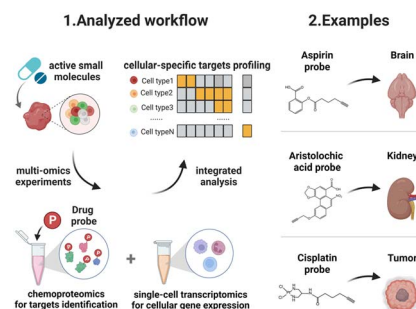 1.Analyzed workflow
active small
molecules
cellular-specific targets profiling
Cell type1
Cell type2
Cell type3
......
......
Cell typeN
multi-omics
experiments
integrated
analysis
Drug
probe
P
P
P
P
P
+
chemoproteomics
for targets identification
single-cell transcriptomics
for cellular gene expression
2.Examples
Aspirin
probe
Brain
Aristolochic
acid probe
Kidney
Cisplatin
probe
Tumor